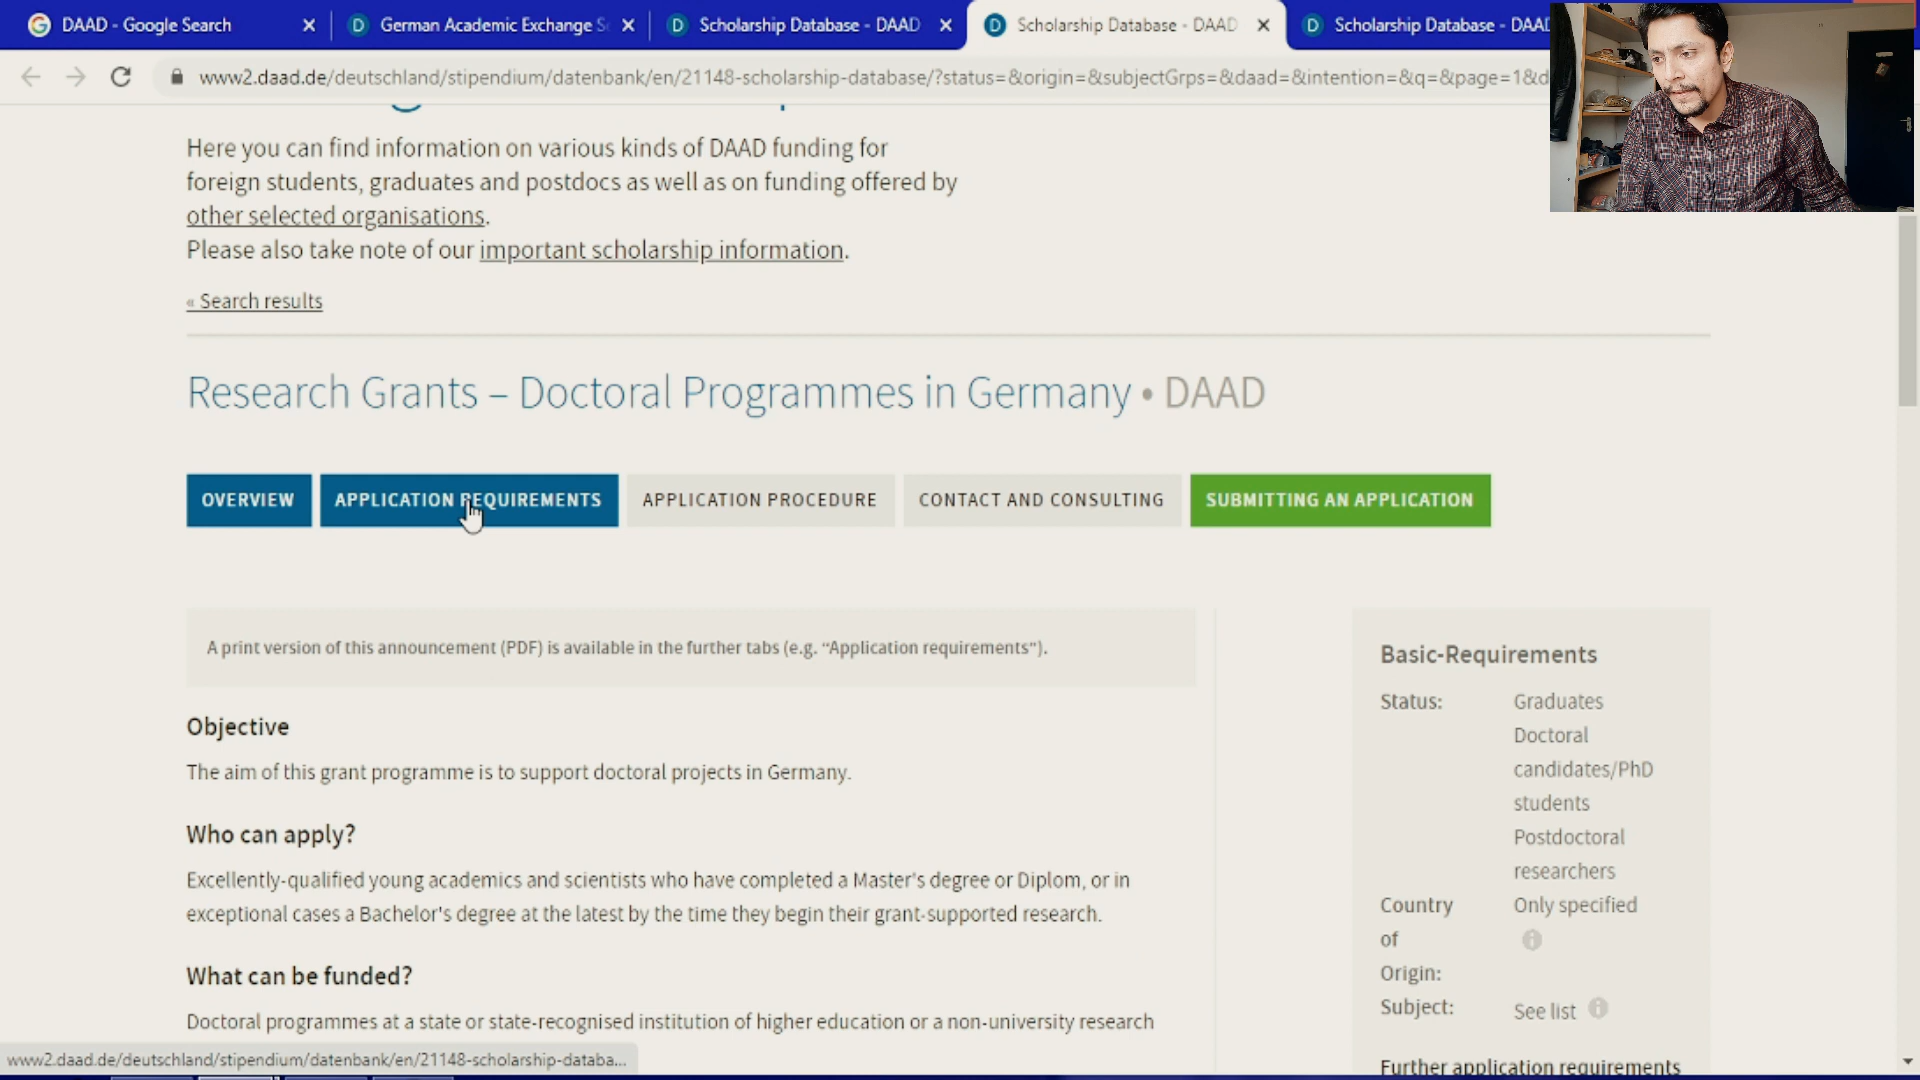 DAAD - Google Search
German Academic Exchange S
Scholarship Database - DAAD
Scholarship Database - DAAD
Scholarship Database - DAAD
www2.daad.de/deutschland/stipendium/datenbank/en/21148-scholarship-database/?status=&origin=&subjectGrps=&daad=&intention=&q=&page=1&d
Here you can find information on various kinds of DAAD funding for
foreign students, graduates and postdocs as well as on funding offered by
other selected organisations.
Please also take note of our important scholarship information.
« Search results
Research Grants – Doctoral Programmes in Germany • DAAD
OVERVIEW
APPLICATION REQUIREMENTS
APPLICATION PROCEDURE
CONTACT AND CONSULTING
SUBMITTING AN APPLICATION
A print version of this announcement (PDF) is available in the further tabs (e.g. “Application requirements”).
Objective
The aim of this grant programme is to support doctoral projects in Germany.
Who can apply?
Excellently-qualified young academics and scientists who have completed a Master's degree or Diplom, or in
exceptional cases a Bachelor's degree at the latest by the time they begin their grant-supported research.
What can be funded?
Doctoral programmes at a state or state-recognised institution of higher education or a non-university research
Basic-Requirements
Status: Graduates
Doctoral
candidates/PhD
students
Postdoctoral
researchers
Country Only specified
of
Origin:
Subject: See list
Further application requirements
www2.daad.de/deutschland/stipendium/datenbank/en/21148-scholarship-databa...